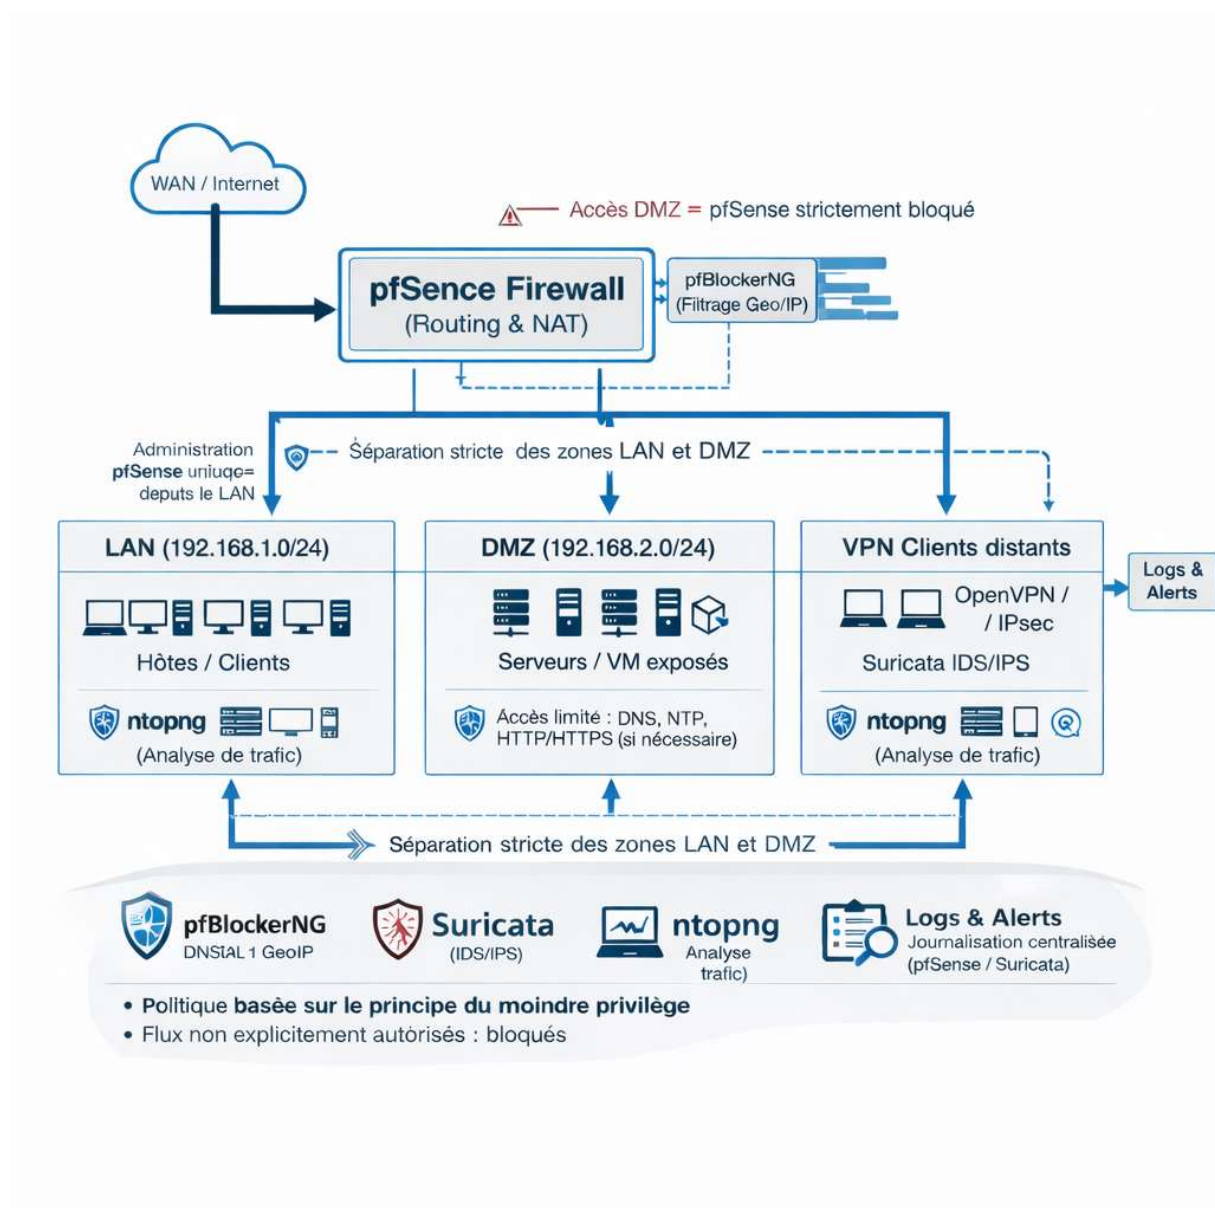 WAN / Internet
Accès DMZ = pfSense strictement bloqué
pfSence Firewall
(Routing & NAT)
pfBlockerNG
(Fiitrage Geo/IP)
Administration
pfSense uniuqo=
deputs le LAN
Séparation stricte des zones LAN et DMZ
LAN (192.168.1.0/24)
Hôtes / Clients
ntopng
(Analyse de trafic)
DMZ (192.168.2.0/24)
Serveurs / VM exposés
Accès limité : DNS, NTP,
HTTP/HTTPS (si nécessaire)
VPN Clients distants
OpenVPN /
/ IPsec
Suricata IDS/IPS
ntopng
(Analyse de trafic)
Logs &
Alerts
Séparation stricte des zones LAN et DMZ
pfBlockerNG
DNSIAL 1 GeoIP
Suricata
(IDS/IPS)
ntopng
Analyse
trafic)
Logs & Alerts
Journalisation centralisée
(pfSense / Suricata)
• Politique basèe sur le principe du moindre privilège
• Flux non explicitement autórisés : bloqués